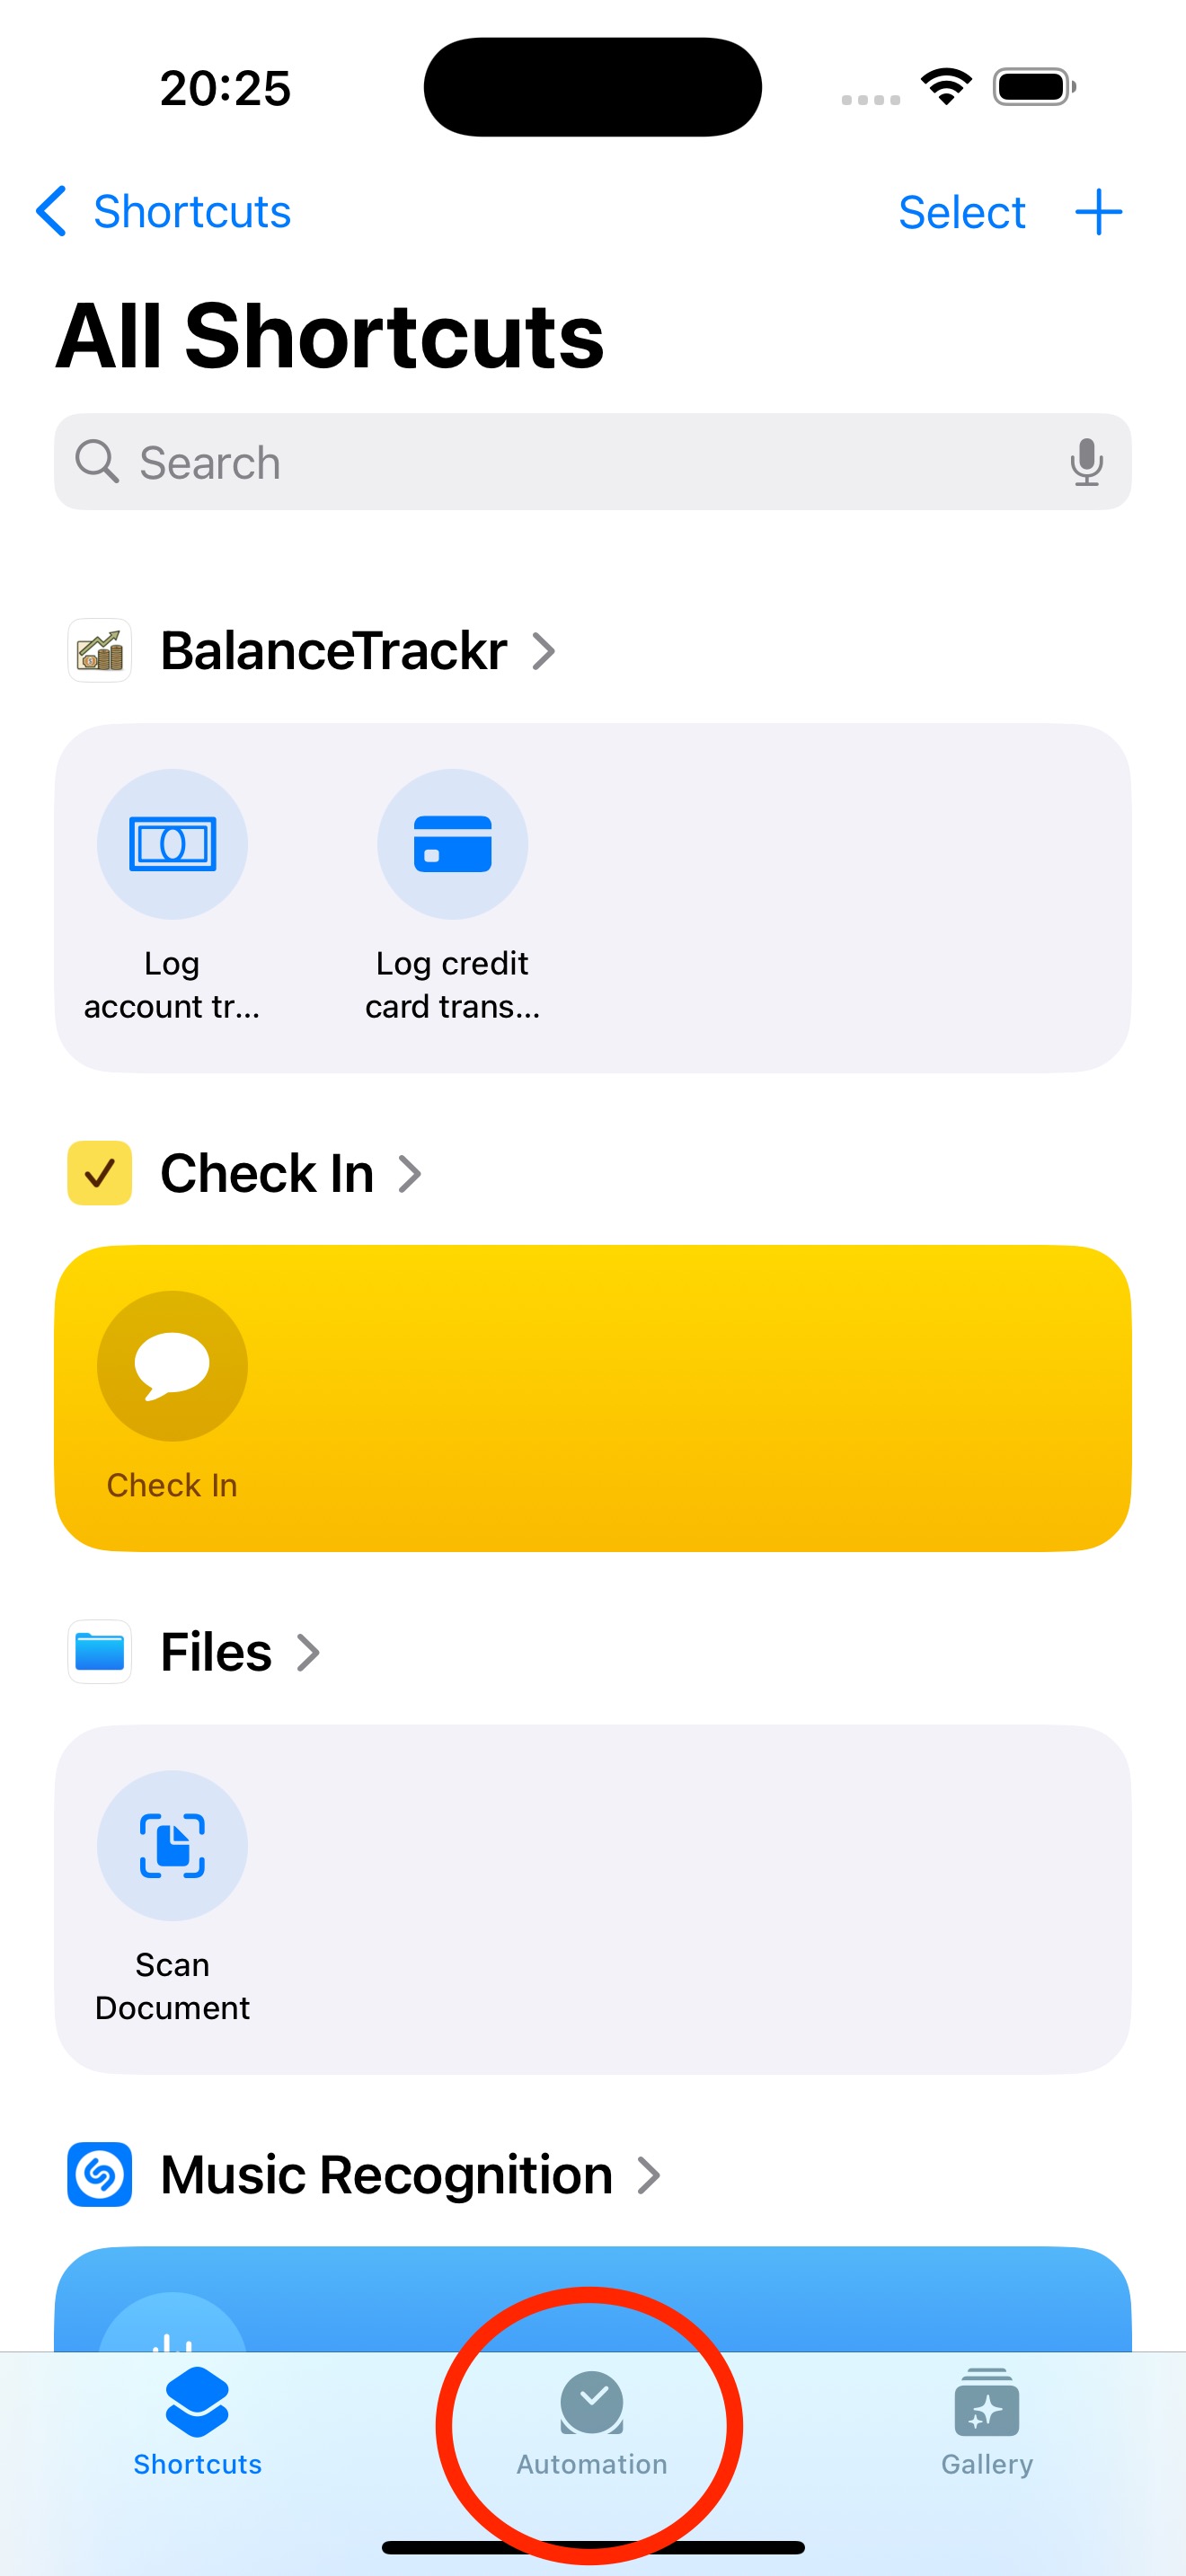 20:25
Shortcuts
Select
All Shortcuts
Search
BalanceTrackr
Log
account tr...
Log credit
card trans...
Check In
Check In
Files
Scan
Document
Music Recognition
Shortcuts
Automation
Gallery